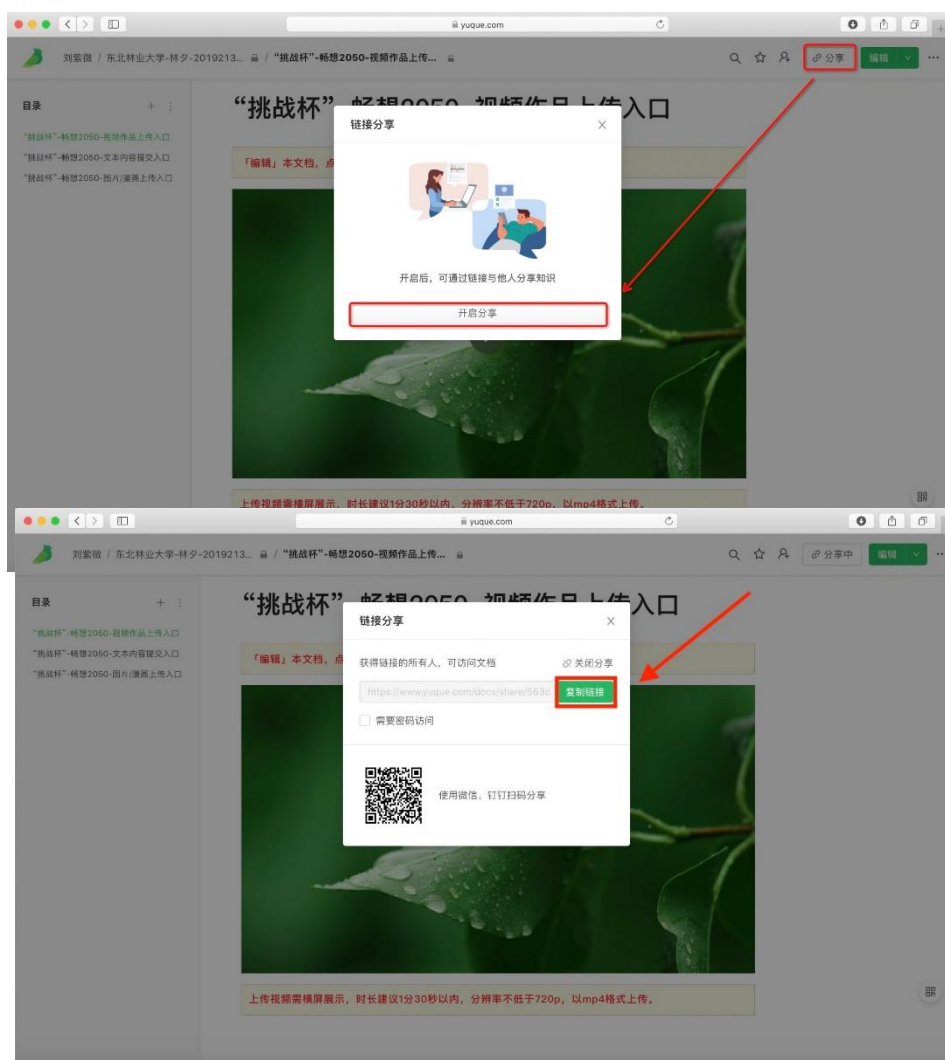 yuque.com
刘紫微 / 东北林业大学-林夕-2019213... / “挑战杯”-畅想2050-视频作品上传...
分享
编辑
目录
“挑战杯”-畅想2050-视频作品上传入口
“挑战杯”-畅想2060-文本内容提交入口
“挑战杯”-畅想2050-图片/漫画上传入口
“挑战杯”
入口
「编辑」本文档，点
链接分享
开启后，可通过链接与他人分享知识
开启分享
上传视频需横屏展示，时长建议1分30秒以内，分辨率不低于720p，以mp4格式上传。
yuque.com
刘紫微 / 东北林业大学-林夕-2019213... / “挑战杯”-畅想2050-视频作品上传...
分享中
编辑
目录
“挑战杯”-畅想2050-视频作品上传入口
“挑战杯”-畅想2050-文本内容提交入口
“挑战杯”-畅想2050-图片/漫画上传入口
“挑战杯”
入口
「编辑」本文档，点
链接分享
获得链接的所有人，可访问文档
关闭分享
https://www.yuque.com/docs/share/563c
复制链接
需要密码访问
使用微信、钉钉扫码分享
上传视频需横屏展示，时长建议1分30秒以内，分辨率不低于720p，以mp4格式上传。